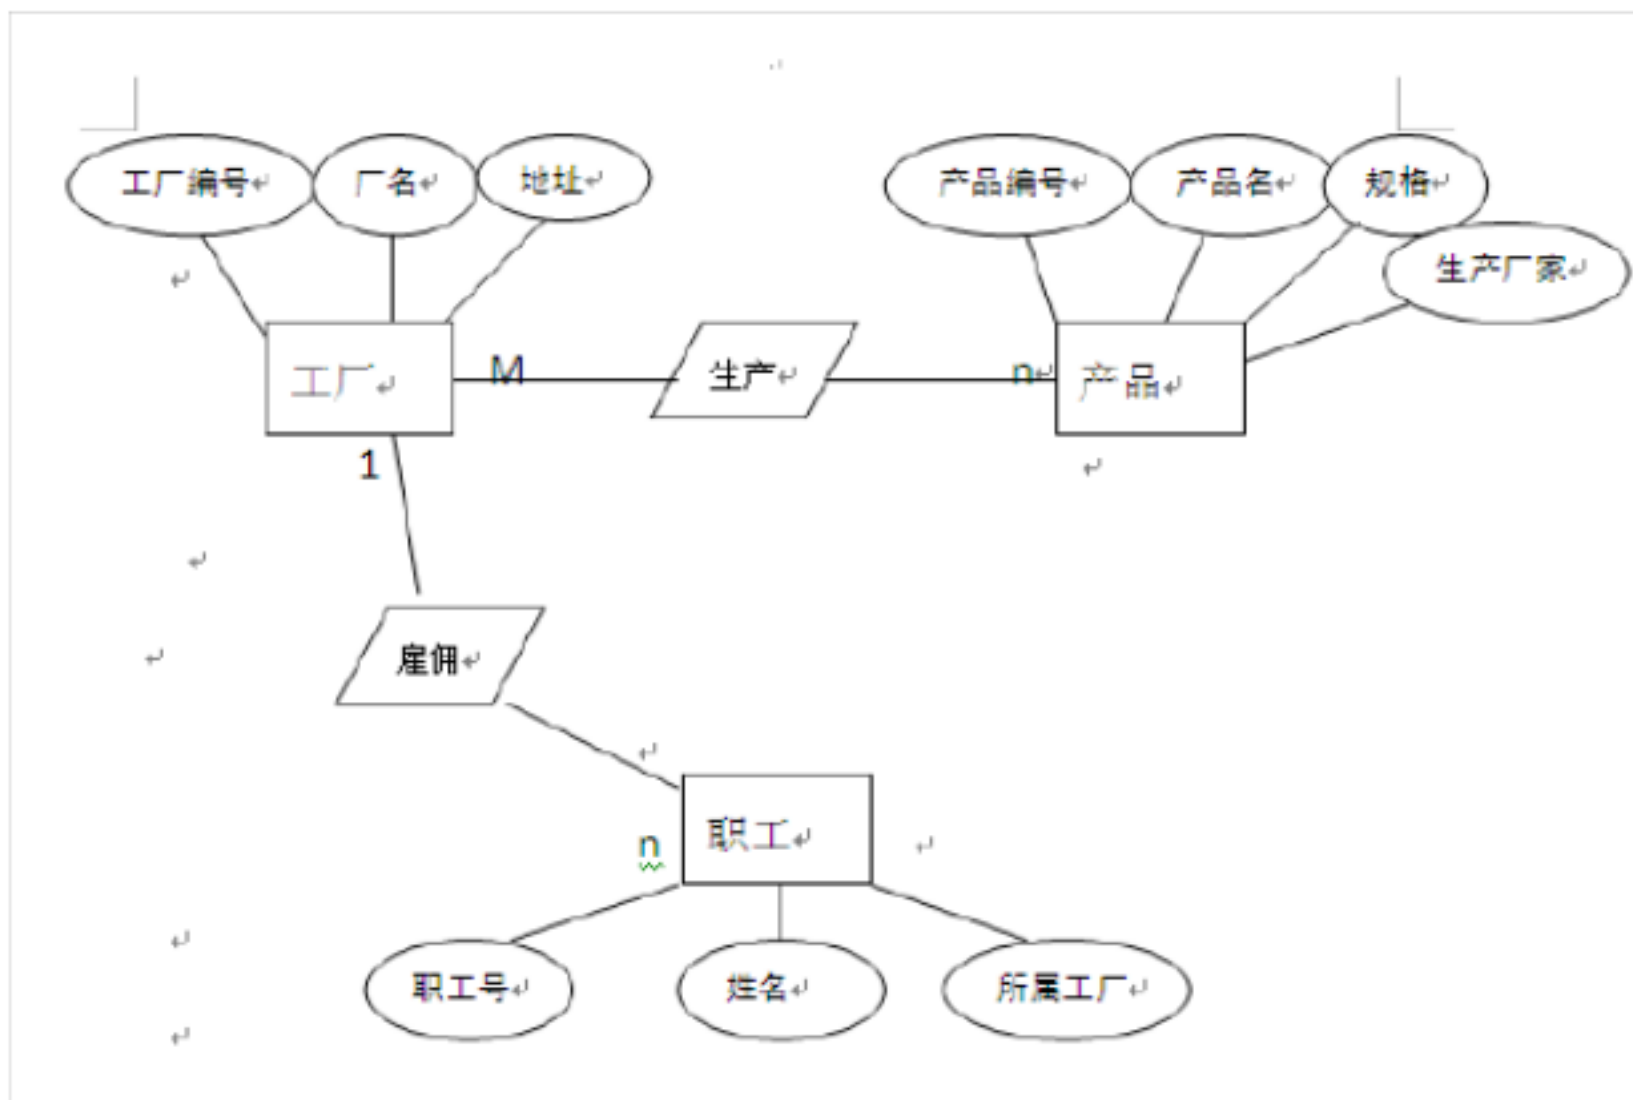 工厂编号
厂名
地址
产品编号
产品名
规格
生产厂家
工厂
M
生产
n
产品
1
雇佣
n
职工
职工号
姓名
所属工厂